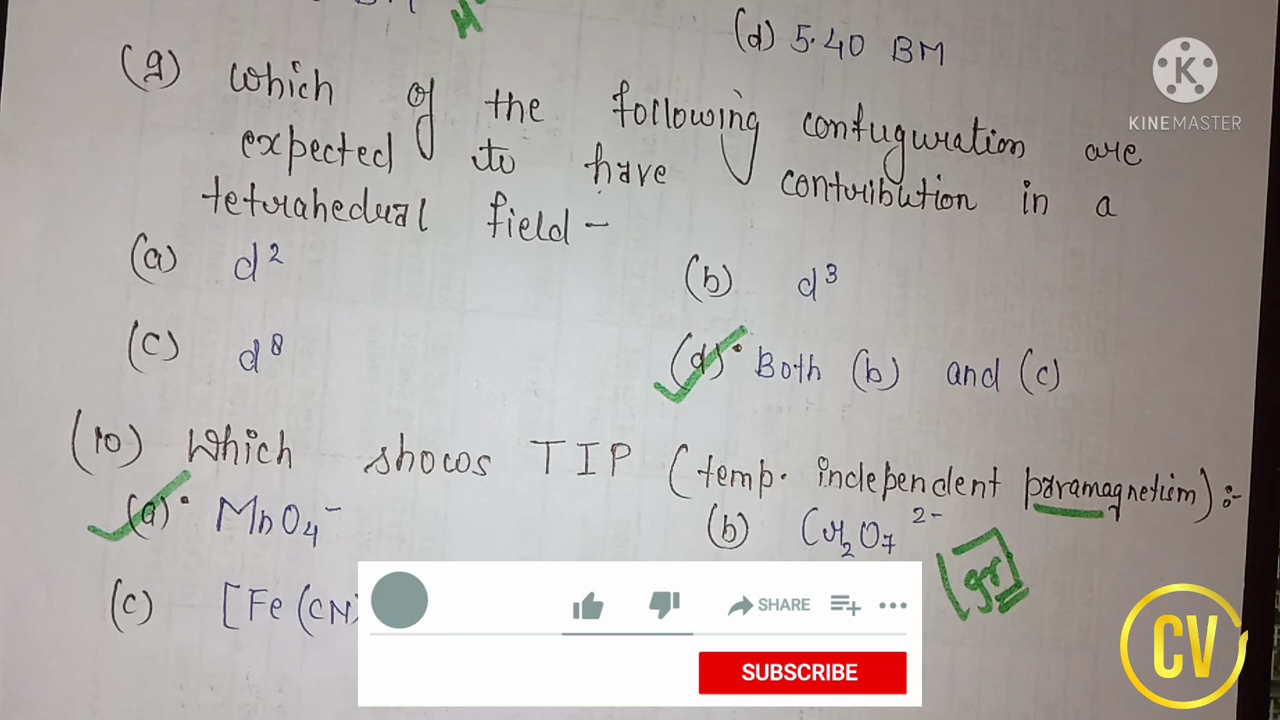 (d) 5.40 BM
(9) which of the following confuguration are
expected to have contribution in a
tetrahedral field -
(a) d²
(b) d³
(c) d⁸
(d) Both (b) and (c)
(10) Which shows TIP (temp. independent paramagnetism) :-
(a) MnO₄⁻
(b) Cr₂O₇²⁻
(c) [Fe(CN)
KINEMASTER
SHARE
SUBSCRIBE
CV